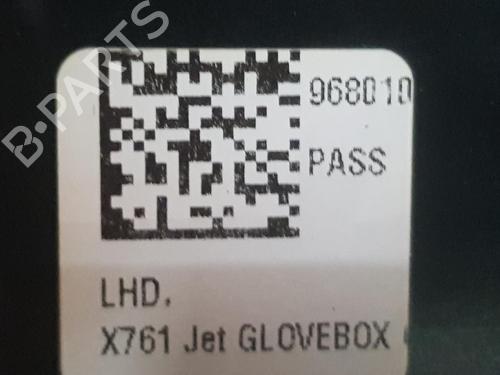 B-PARTS
968010
PASS
LHD.
X761 Jet GLOVEBOX